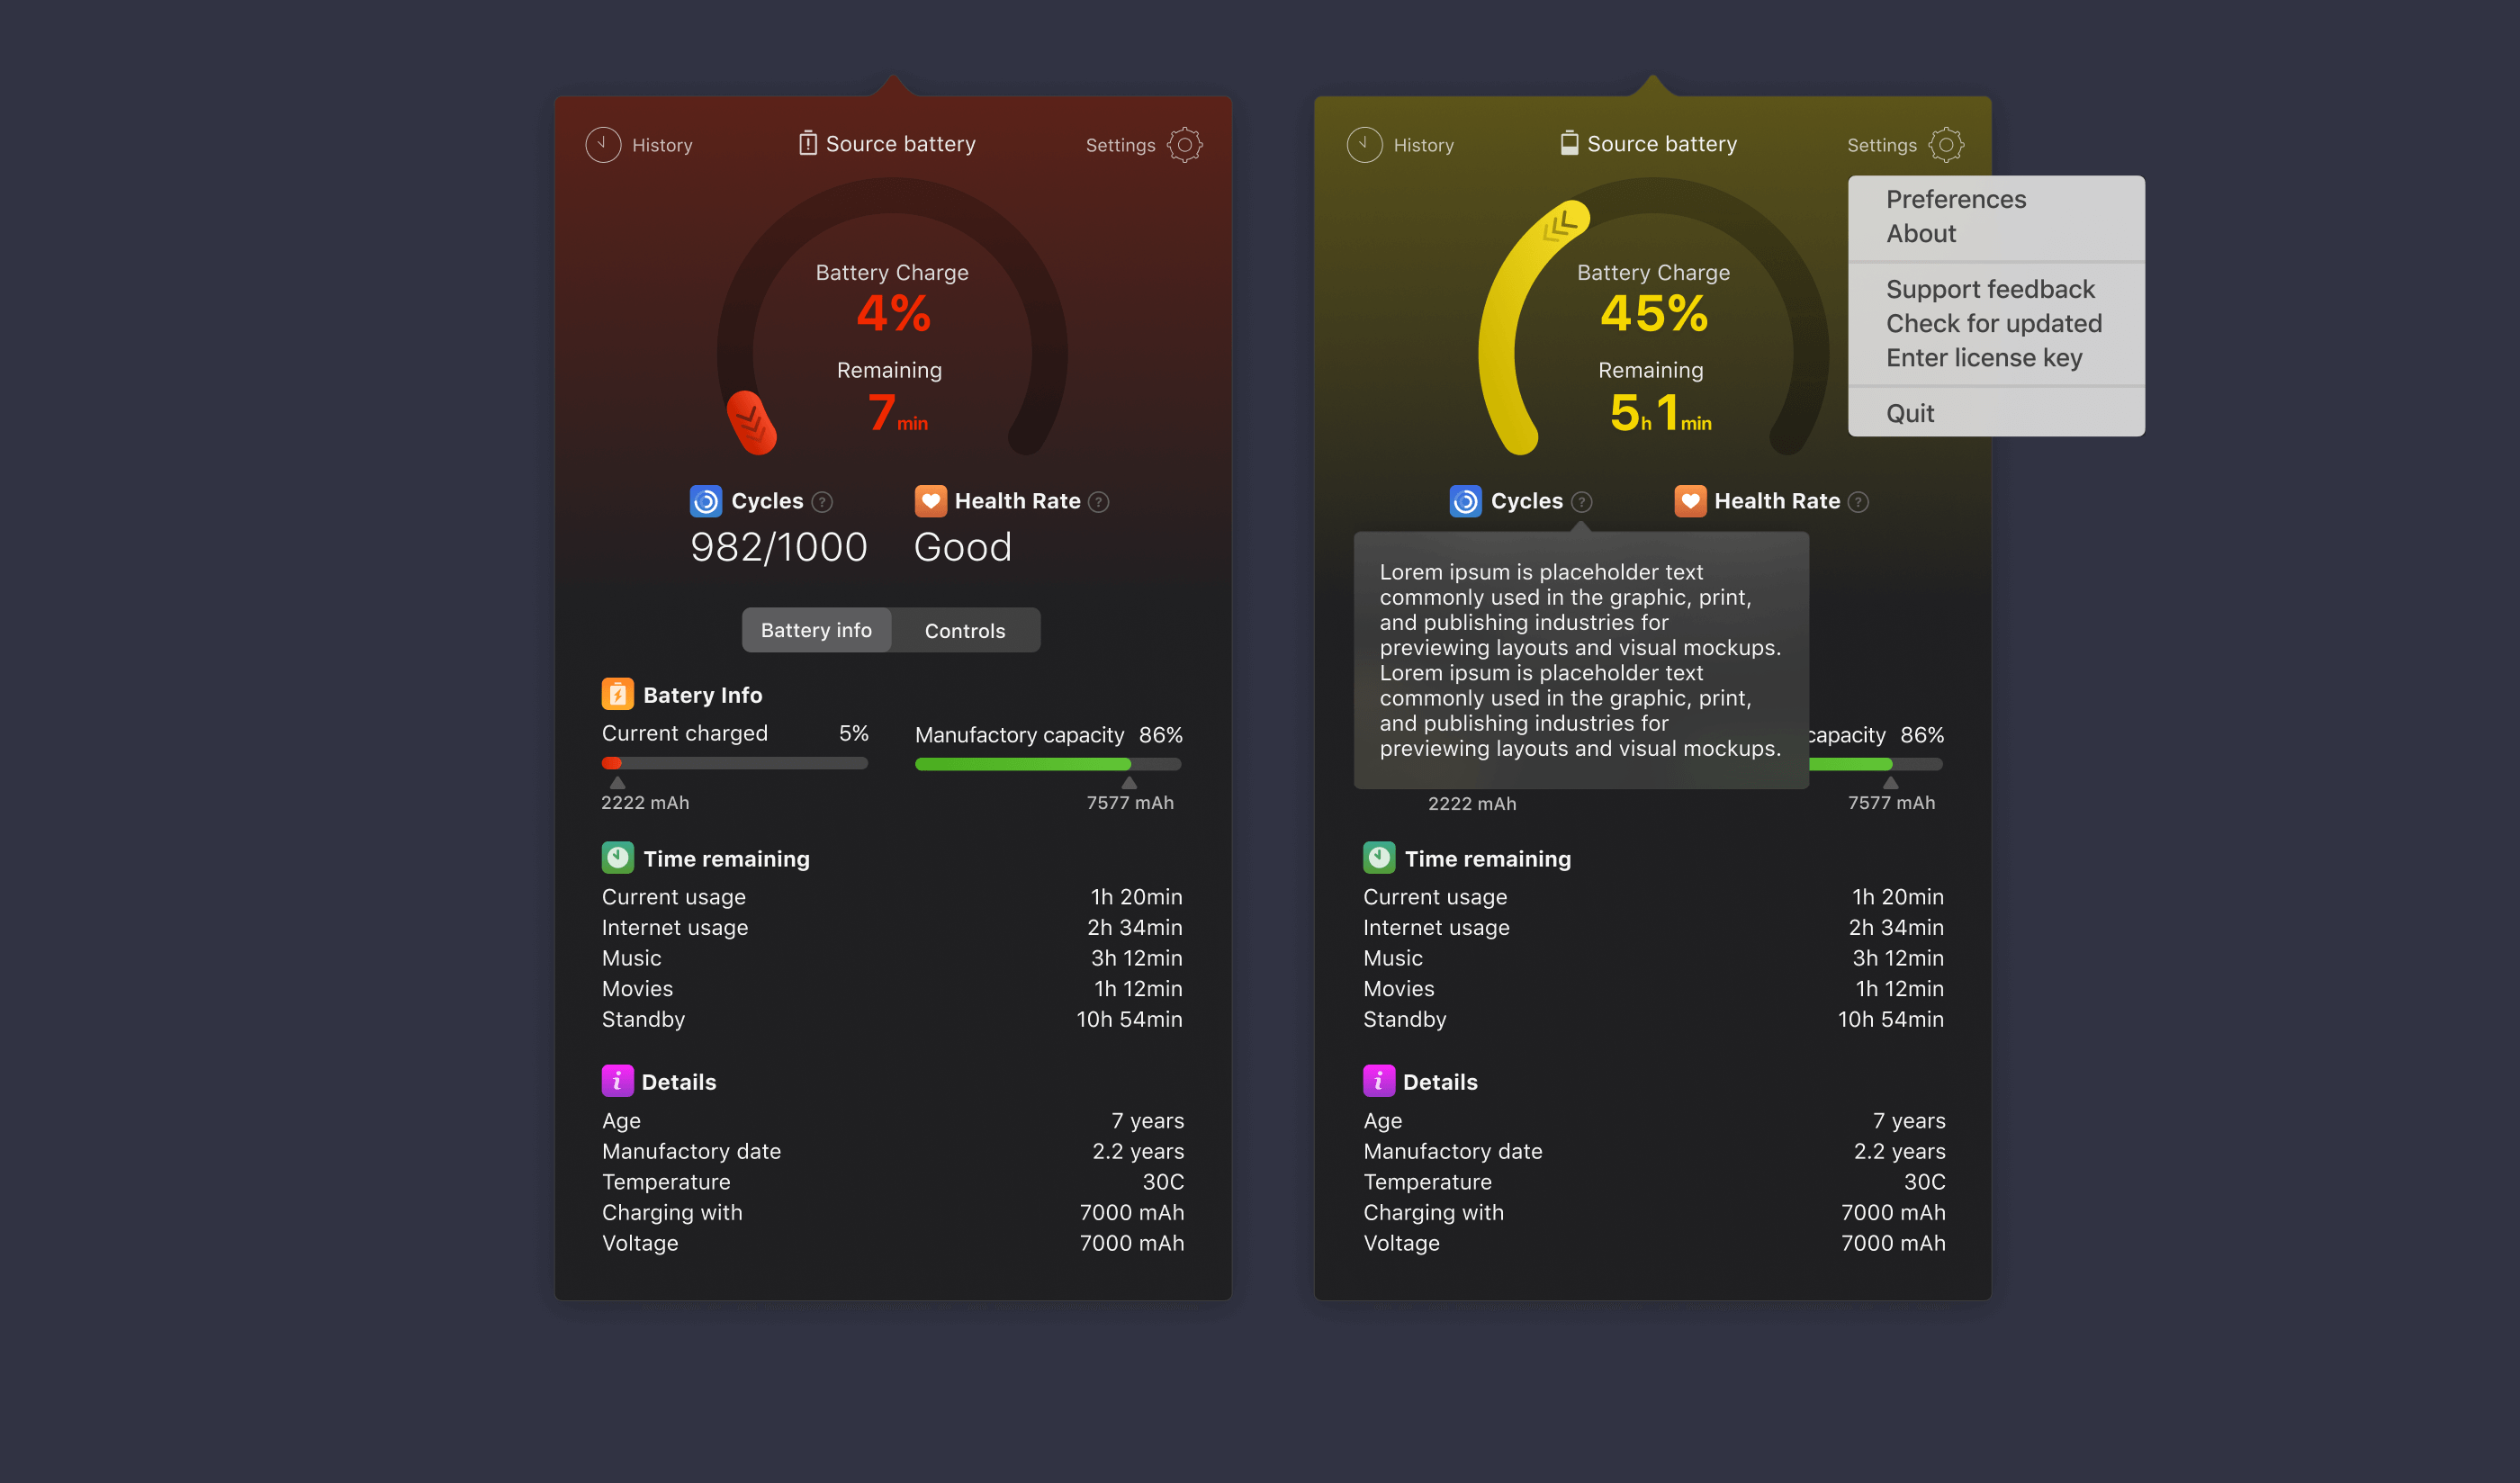 History
Source battery
Settings
Battery Charge
4%
Remaining
7 min
Cycles ?
Health Rate ?
982/1000
Good
Battery info
Controls
Batery Info
Current charged 5%
Manufactory capacity 86%
2222 mAh
7577 mAh
Time remaining
Current usage 1h 20min
Internet usage 2h 34min
Music 3h 12min
Movies 1h 12min
Standby 10h 54min
i Details
Age 7 years
Manufactory date 2.2 years
Temperature 30C
Charging with 7000 mAh
Voltage 7000 mAh
History
Source battery
Settings
Preferences
About
Support feedback
Check for updated
Enter license key
Quit
Battery Charge
45%
Remaining
5h 1min
Cycles ?
Health Rate ?
Lorem ipsum is placeholder text
commonly used in the graphic, print,
and publishing industries for
previewing layouts and visual mockups.
Lorem ipsum is placeholder text
commonly used in the graphic, print,
and publishing industries for
previewing layouts and visual mockups.
capacity 86%
2222 mAh
7577 mAh
Time remaining
Current usage 1h 20min
Internet usage 2h 34min
Music 3h 12min
Movies 1h 12min
Standby 10h 54min
i Details
Age 7 years
Manufactory date 2.2 years
Temperature 30C
Charging with 7000 mAh
Voltage 7000 mAh